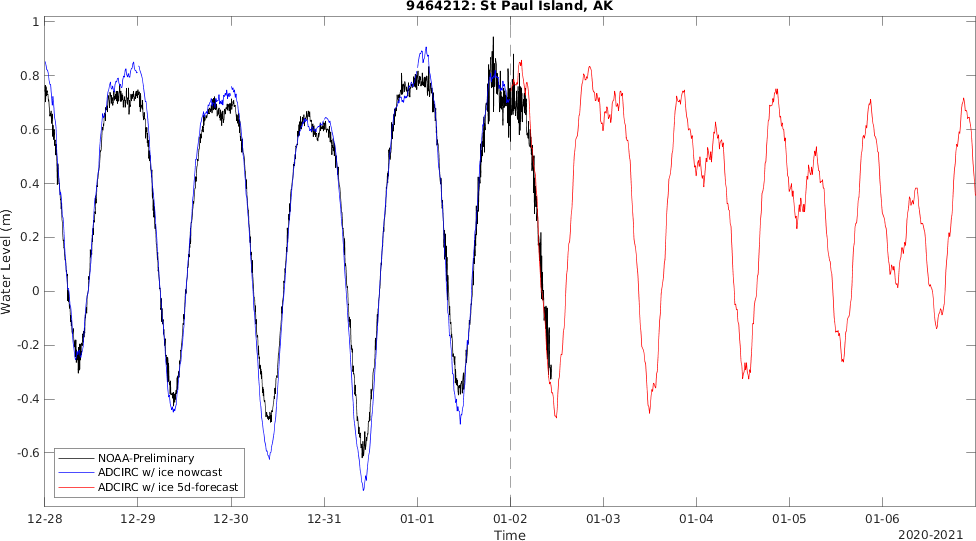 9464212: St Paul Island, AK
1
0.8
0.6
0.4
0.2
0
-0.2
-0.4
-0.6
Water Level (m)
NOAA-Preliminary
ADCIRC w/ ice nowcast
ADCIRC w/ ice 5d-forecast
12-28 12-29 12-30 12-31 01-01 01-02 01-03 01-04 01-05 01-06
Time
2020-2021